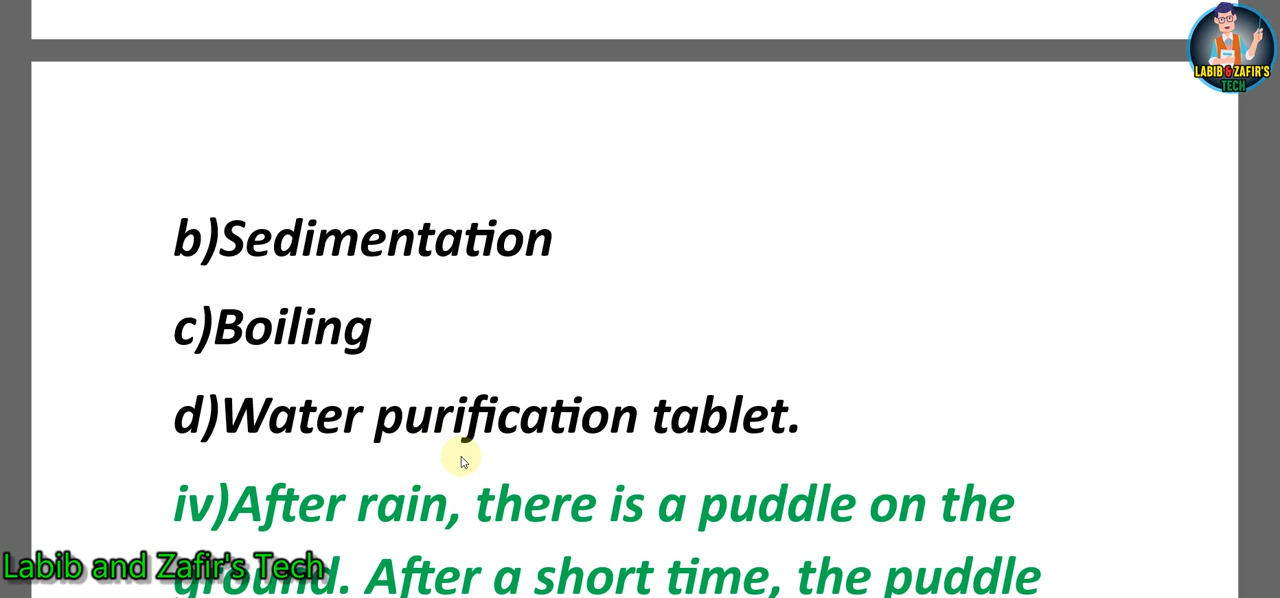 LABIB & ZAFIR'S
TECH
b)Sedimentation
c)Boiling
d)Water purification tablet.
iv)After rain, there is a puddle on the
ground. After a short time, the puddle
Labib and Zafir's Tech